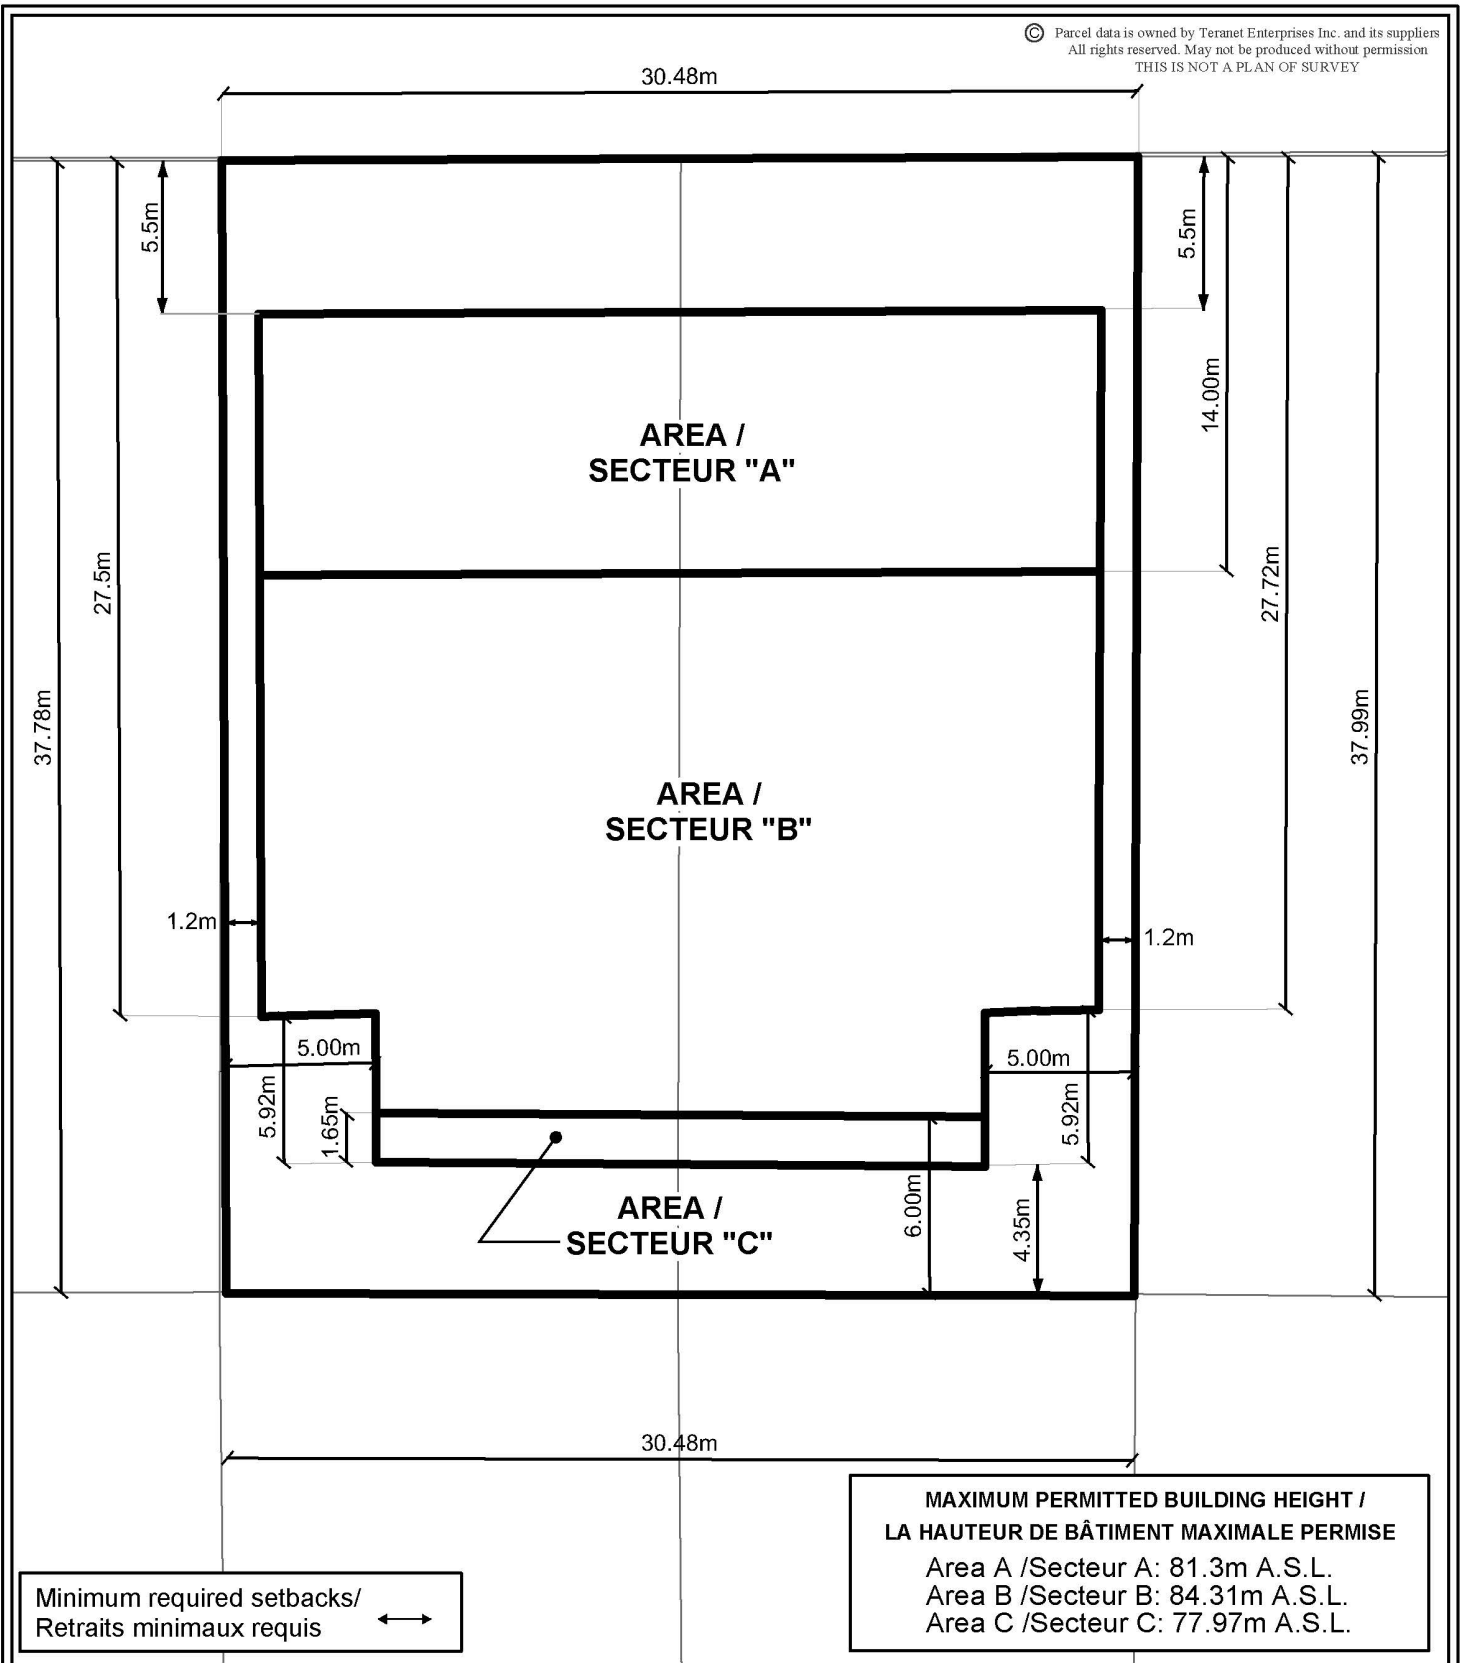 © Parcel data is owned by Teranet Enterprises Inc. and its suppliers
All rights reserved. May not be produced without permission
THIS IS NOT A PLAN OF SURVEY
30.48m
5.5m
5.5m
14.00m
AREA /
SECTEUR "A"
27.5m
27.72m
37.78m
37.99m
AREA /
SECTEUR "B"
1.2m
1.2m
5.00m
5.00m
5.92m
1.65m
5.92m
AREA /
SECTEUR "C"
6.00m
4.35m
30.48m
MAXIMUM PERMITTED BUILDING HEIGHT /
LA HAUTEUR DE BÂTIMENT MAXIMALE PERMISE
Area A /Secteur A: 81.3m A.S.L.
Area B /Secteur B: 84.31m A.S.L.
Area C /Secteur C: 77.97m A.S.L.
Minimum required setbacks/
Retraits minimaux requis